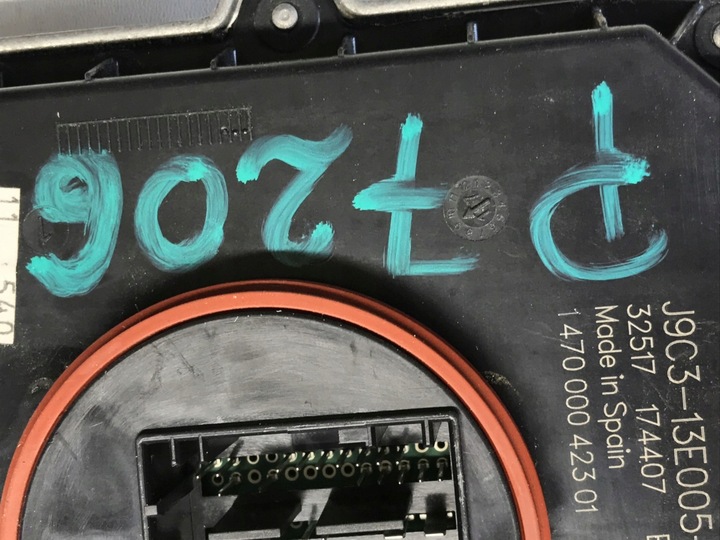 P7206
J9C3-13E005-
32517 174407
Made in Spain
1 470 000 423 01